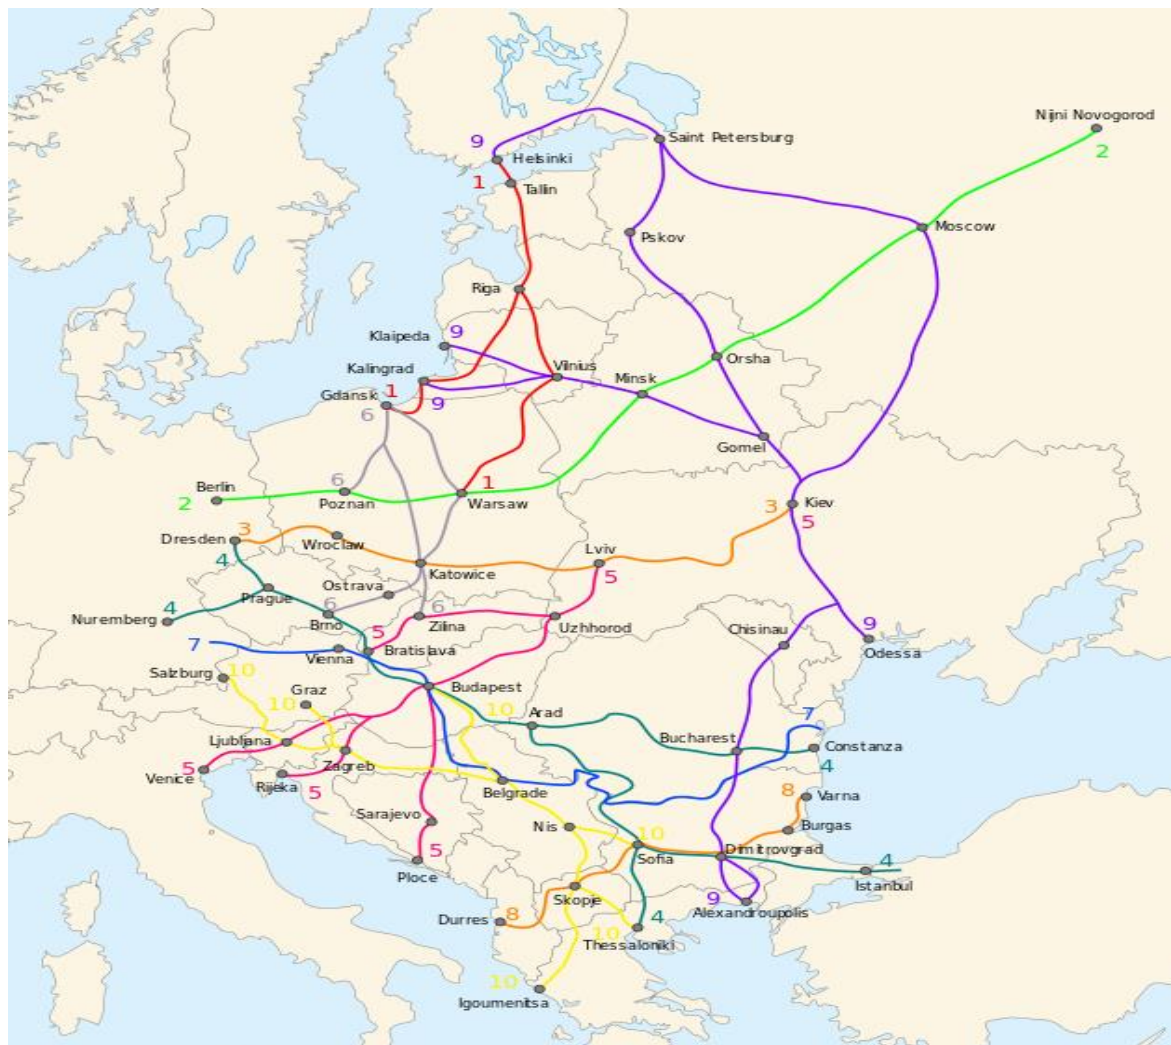 Nijni Novogorod
2
Saint Petersburg
9
Helsinki
1
Tallin
Moscow
Pskov
Riga
Klaipeda
9
Orsha
Kalingrad
Vilnius
Minsk
Gdansk
1
9
6
Gomel
6
1
Berlin
2
Poznan
Warsaw
3
Kiev
5
Dresden
3
Wroclaw
Lviv
4
Katowice
5
Ostrava
Prague
4
6
6
Nuremberg
Brno
Zilina
Uzhhorod
Chisinau
9
Odessa
7
5
Vienna
Bratislava
Salzburg
10
Graz
Budapest
10
10
Arad
7
Ljubljana
Bucharest
Constanza
5
Zagreb
4
Venice
Rijeka
5
Belgrade
8
Varna
Sarajevo
Nis
10
Burgas
5
Sofia
Dimitrovgrad
Ploce
4
Istanbul
Skopje
9
Alexandroupolis
Durres
8
4
10
Thessaloniki
10
Igoumenitsa